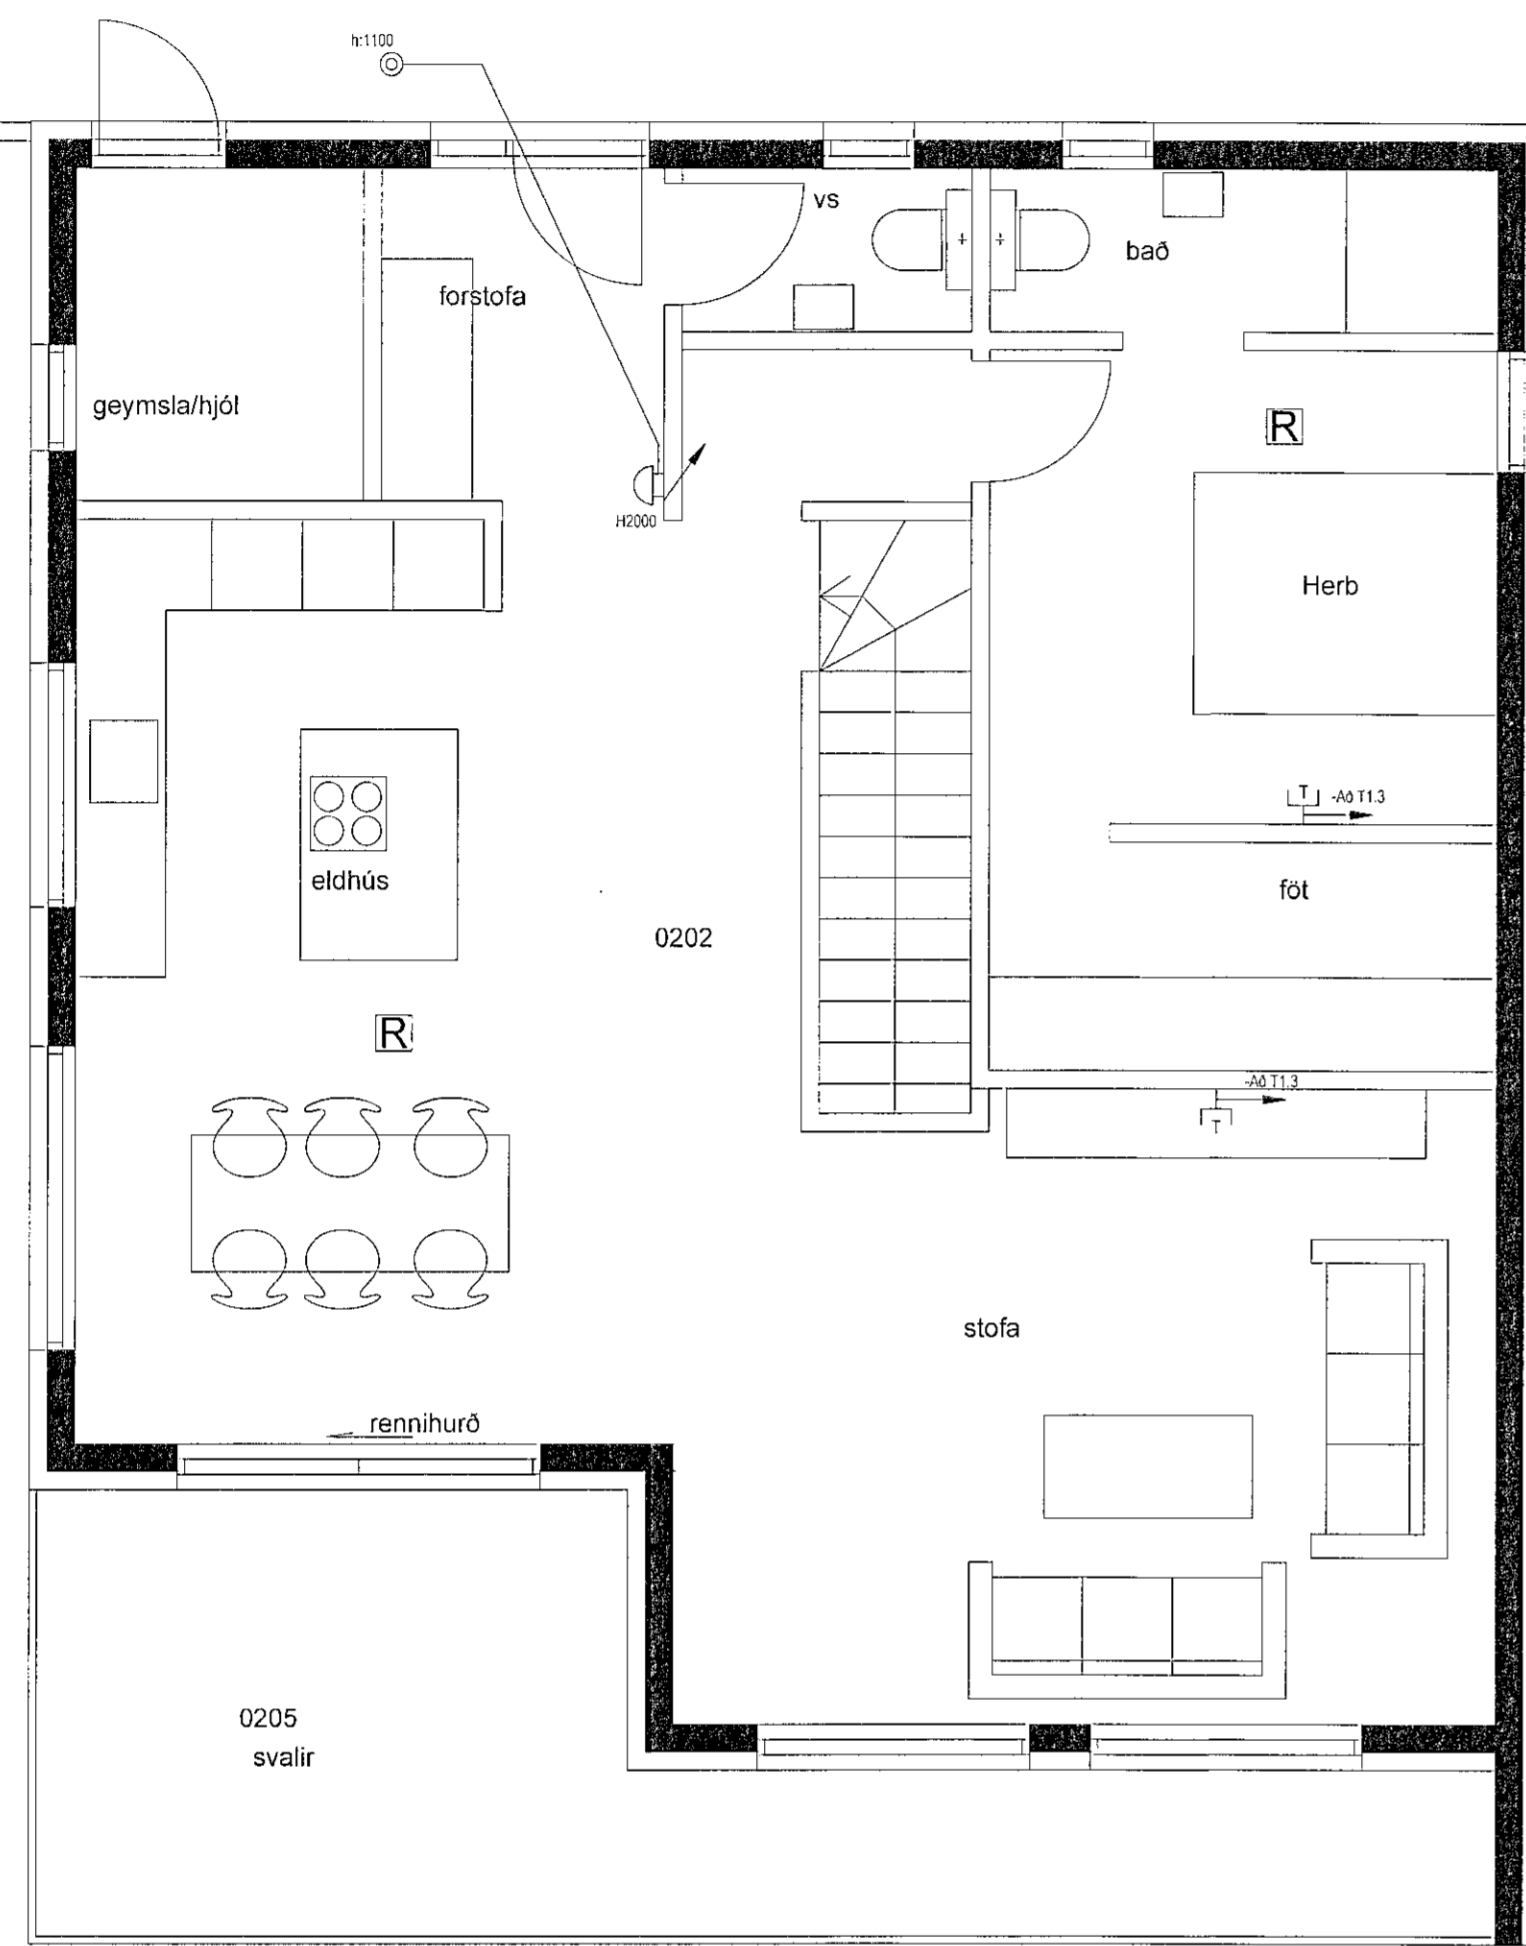 h:1100
vs
bað
forstofa
geymsla/hjól
R
H2000
Herb
T -Að T1.3
eldhús
föt
0202
R
-Að T1.3
T
stofa
rennihurð
0205
svalir